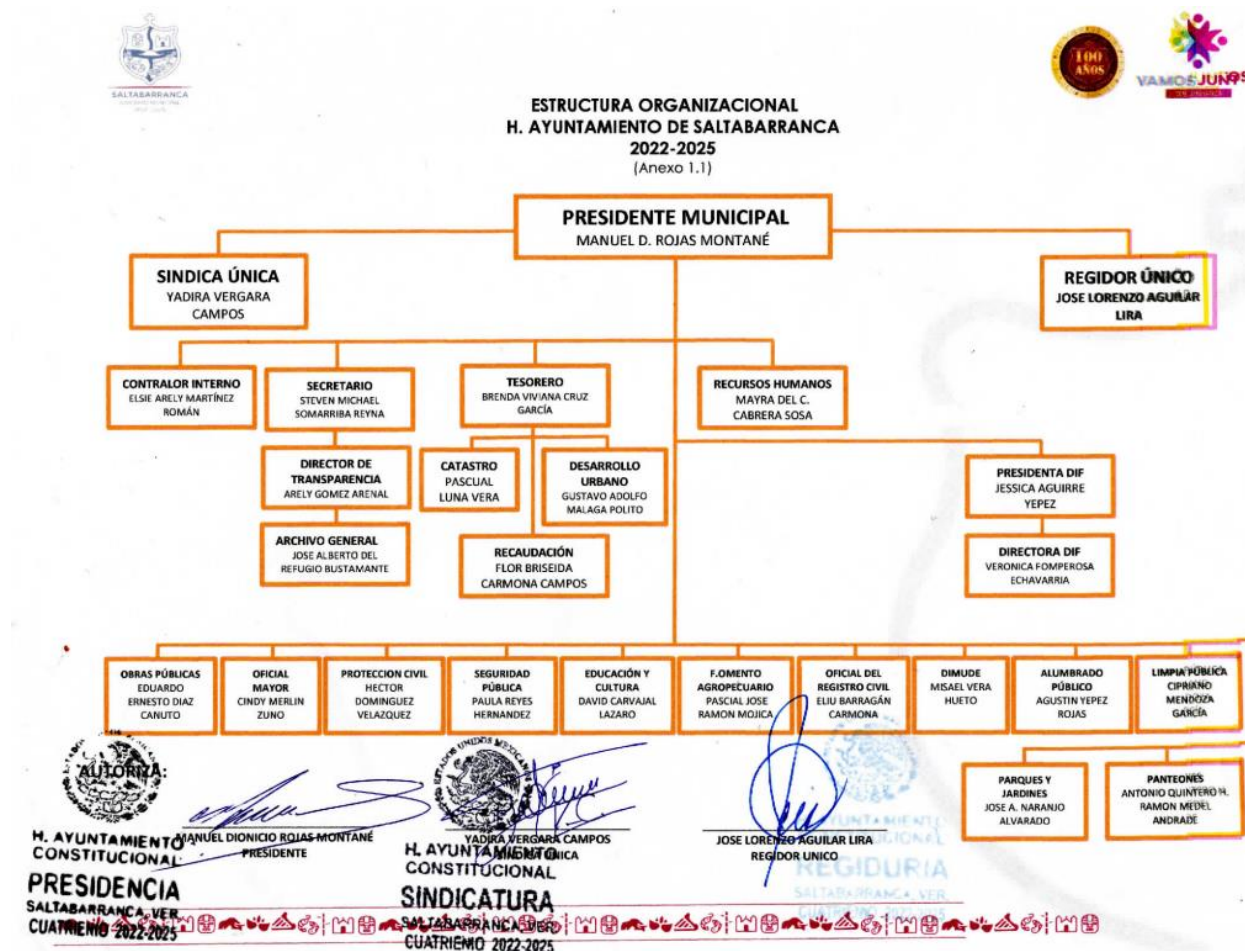 SALTABARRANCA
100
AÑOS
VAMOS JUNTOS
ESTRUCTURA ORGANIZACIONAL
H. AYUNTAMIENTO DE SALTABARRANCA
2022-2025
(Anexo 1.1)
PRESIDENTE MUNICIPAL
MANUEL D. ROJAS MONTANÉ
SINDICA ÚNICA
YADIRA VERGARA
CAMPOS
REGIDOR ÚNICO
JOSE LORENZO AGUILAR
LIRA
CONTRALOR INTERNO
ELSIE ARELY MARTÍNEZ
ROMÁN
SECRETARIO
STEVEN MICHAEL
SOMARRIBA REYNA
TESORERO
BRENDA VIVIANA CRUZ
GARCÍA
RECURSOS HUMANOS
MAYRA DEL C.
CABRERA SOSA
DIRECTOR DE
TRANSPARENCIA
ARELY GOMEZ ARENAL
CATASTRO
PASCUAL
LUNA VERA
DESARROLLO
URBANO
GUSTAVO ADOLFO
MALAGA POLITO
PRESIDENTA DIF
JESSICA AGUIRRE
YEPEZ
ARCHIVO GENERAL
JOSE ALBERTO DEL
REFUGIO BUSTAMANTE
RECAUDACIÓN
FLOR BRISEIDA
CARMONA CAMPOS
DIRECTORA DIF
VERONICA FOMPEROSA
ECHAVARRIA
OBRAS PÚBLICAS
EDUARDO
ERNESTO DIAZ
CANUTO
OFICIAL
MAYOR
CINDY MERLIN
ZUNO
PROTECCION CIVIL
HECTOR
DOMINGUEZ
VELAZQUEZ
SEGURIDAD
PÚBLICA
PAULA REYES
HERNANDEZ
EDUCACIÓN Y
CULTURA
DAVID CARVAJAL
LAZARO
F.OMENTO
AGROPECUARIO
PASCIAL JOSE
RAMON MOJICA
OFICIAL DEL
REGISTRO CIVIL
ELIU BARRAGÁN
CARMONA
DIMUDE
MISAEL VERA
HUETO
ALUMBRADO
PÚBLICO
AGUSTIN YEPEZ
ROJAS
LIMPIA PÚBLICA
CIPRIANO
MENDOZA
GARCÍA
PARQUES Y
JARDINES
JOSE A. NARANJO
ALVARADO
PANTEONES
ANTONIO QUINTERO H.
RAMON MEDEL
ANDRADE
AUTORIZA:
MANUEL DIONICIO ROJAS MONTANÉ
PRESIDENTE
YADIRA VERGARA CAMPOS
SINDICA UNICA
JOSE LORENZO AGUILAR LIRA
REGIDOR UNICO
H. AYUNTAMIENTO
CONSTITUCIONAL
PRESIDENCIA
SALTABARRANCA, VER
CUATRIENIO 2022-2025
ESTADOS UNIDOS MEXICANOS
H. AYUNTAMIENTO
CONSTITUCIONAL
SINDICATURA
SALTABARRANCA, VER
CUATRIENIO 2022-2025
REGIDURIA
SALTABARRANCA, VER